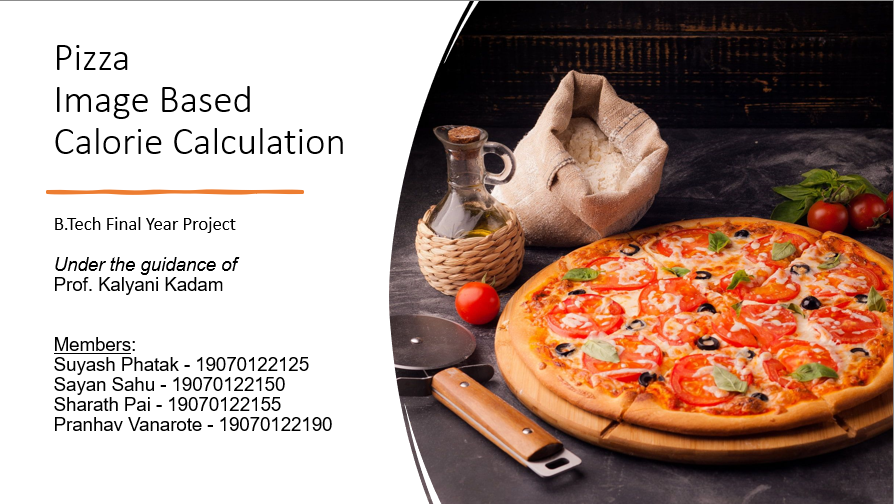 Pizza
Image Based
Calorie Calculation
B.Tech Final Year Project
Under the guidance of
Prof. Kalyani Kadam
Members:
Suyash Phatak - 19070122125
Sayan Sahu - 19070122150
Sharath Pai - 19070122155
Pranhav Vanarote - 19070122190